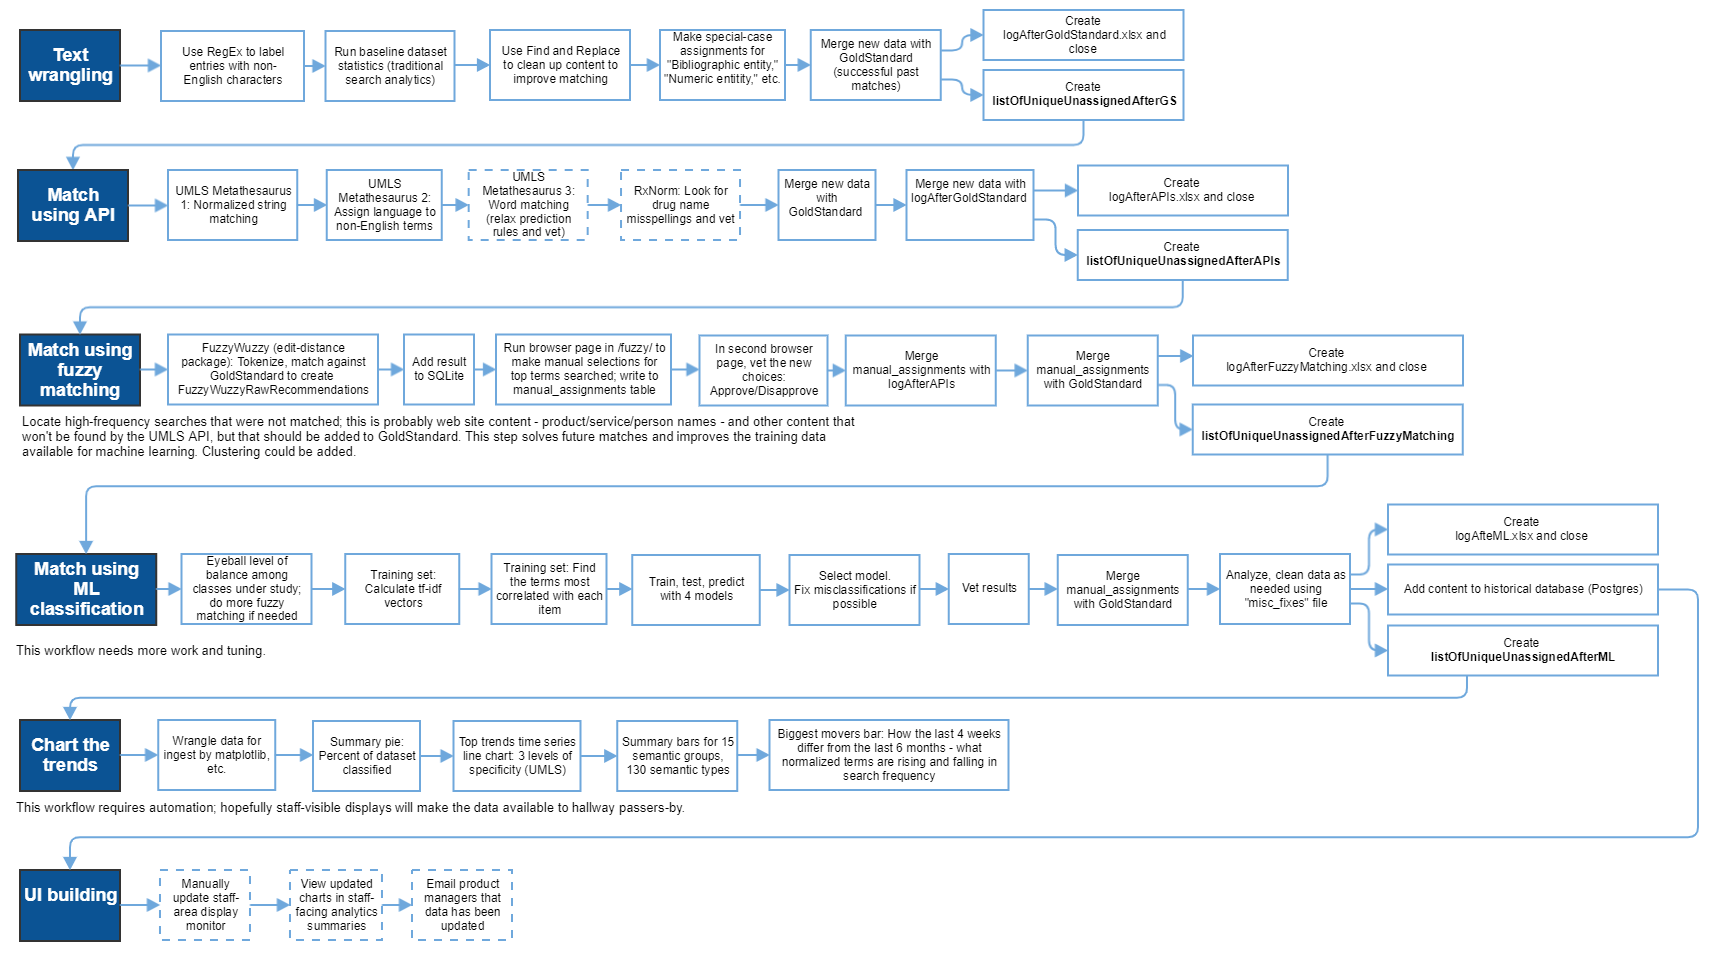 Text
wrangling
Use RegEx to label
entries with non-
English characters
Run baseline dataset
statistics (traditional
search analytics)
Use Find and Replace
to clean up content to
improve matching
Make special-case
assignments for
"Bibliographic entity,"
"Numeric entitity," etc.
Merge new data with
GoldStandard
(successful past
matches)
Create
logAfterGoldStandard.xlsx and
close
Create
listOfUniqueUnassignedAfterGS
Match
using API
UMLS Metathesaurus
1: Normalized string
matching
UMLS
Metathesaurus 2:
Assign language to
non-English terms
UMLS
Metathesaurus 3:
Word matching
(relax prediction
rules and vet)
RxNorm: Look for
drug name
misspellings and vet
Merge new data
with
GoldStandard
Merge new data with
logAfterGoldStandard
Create
logAfterAPIs.xlsx and close
Create
listOfUniqueUnassignedAfterAPIs
Match using
fuzzy
matching
FuzzyWuzzy (edit-distance
package): Tokenize, match against
GoldStandard to create
FuzzyWuzzyRawRecommendations
Add result
to SQLite
Run browser page in /fuzzy/ to
make manual selections for
top terms searched; write to
manual_assignments table
In second browser
page, vet the new
choices:
Approve/Disapprove
Merge
manual_assignments with
logAfterAPIs
Merge
manual_assignments
with GoldStandard
Create
logAfterFuzzyMatching.xlsx and close
Create
listOfUniqueUnassignedAfterFuzzyMatching
Locate high-frequency searches that were not matched; this is probably web site content - product/service/person names - and other content that
won't be found by the UMLS API, but that should be added to GoldStandard. This step solves future matches and improves the training data
available for machine learning. Clustering could be added.
Match using
ML
classification
Eyeball level of
balance among
classes under study;
do more fuzzy
matching if needed
Training set:
Calculate tf-idf
vectors
Training set: Find
the terms most
correlated with each
item
Train, test, predict
with 4 models
Select model.
Fix misclassifications if
possible
Vet results
Merge
manual_assignments
with GoldStandard
Analyze, clean data as
needed using
"misc_fixes" file
Create
logAfteML.xlsx and close
Add content to historical database (Postgres)
Create
listOfUniqueUnassignedAfterML
This workflow needs more work and tuning.
Chart the
trends
Wrangle data for
ingest by matplotlib,
etc.
Summary pie:
Percent of dataset
classified
Top trends time series
line chart: 3 levels of
specificity (UMLS)
Summary bars for 15
semantic groups,
130 semantic types
Biggest movers bar: How the last 4 weeks
differ from the last 6 months - what
normalized terms are rising and falling in
search frequency
This workflow requires automation; hopefully staff-visible displays will make the data available to hallway passers-by.
UI building
Manually
update staff-
area display
monitor
View updated
charts in staff-
facing analytics
summaries
Email product
managers that
data has been
updated